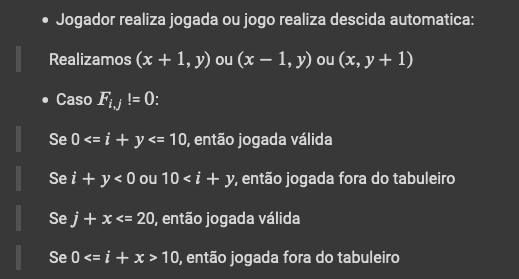 • Jogador realiza jogada ou jogo realiza descida automatica:
Realizamos (x + 1, y) ou (x − 1, y) ou (x, y + 1)
• Caso F_{i,j} != 0:
Se 0 <= i + y <= 10, então jogada válida
Se i + y < 0 ou 10 < i + y, então jogada fora do tabuleiro
Se j + x <= 20, então jogada válida
Se 0 <= i + x > 10, então jogada fora do tabuleiro